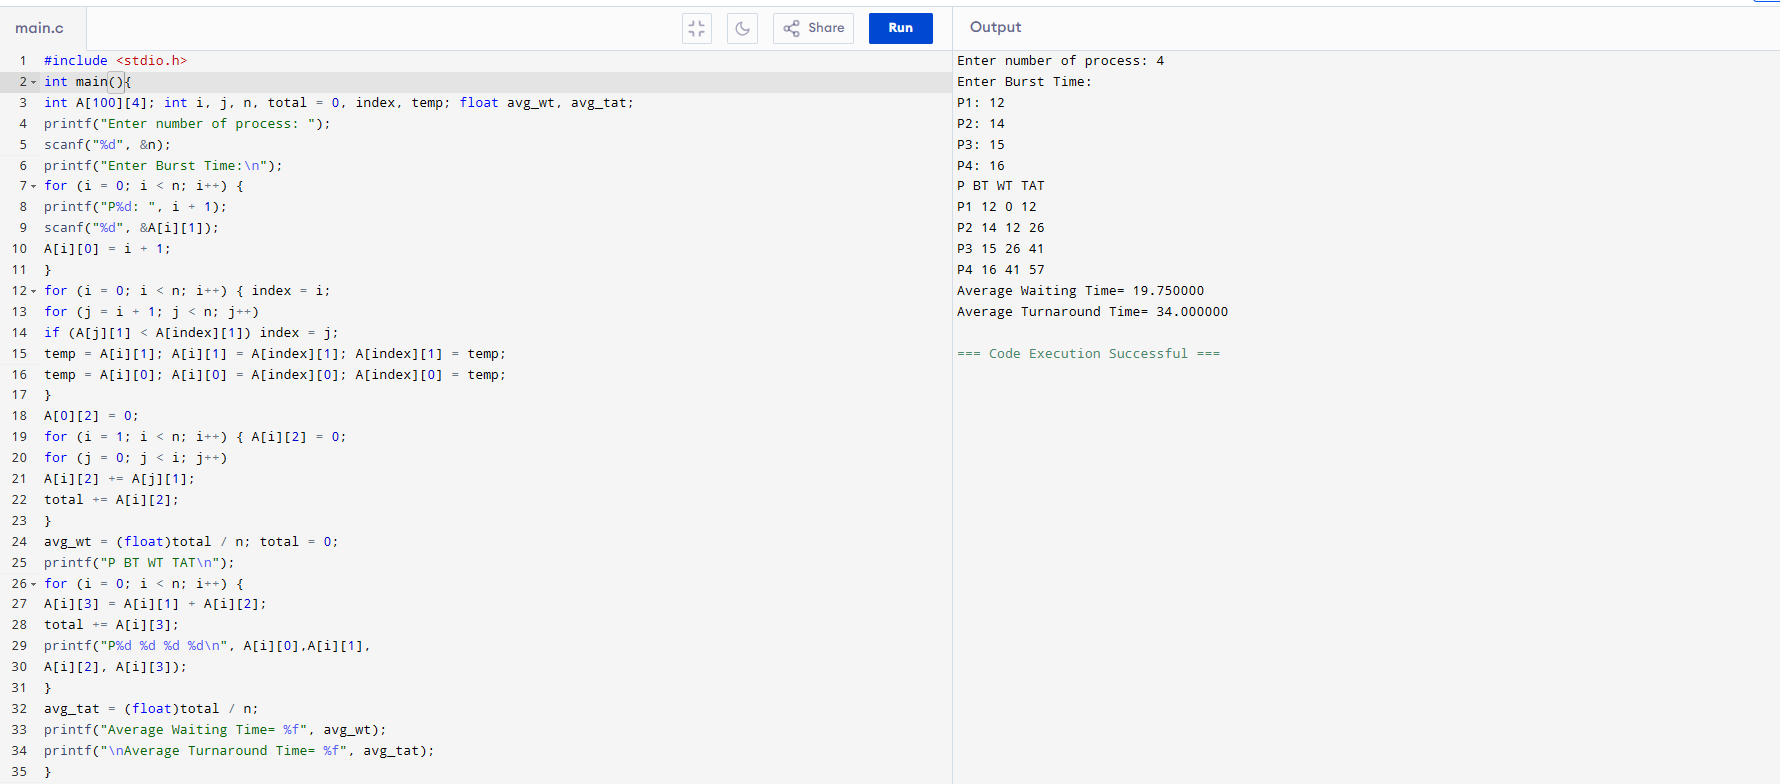 main.c
Share
Run
Output
1 #include <stdio.h>
2 int main(){
3 int A[100][4]; int i, j, n, total = 0, index, temp; float avg_wt, avg_tat;
4 printf("Enter number of process: ");
5 scanf("%d", &n);
6 printf("Enter Burst Time:\n");
7 for (i = 0; i < n; i++) {
8 printf("P%d: ", i + 1);
9 scanf("%d", &A[i][1]);
10 A[i][0] = i + 1;
11 }
12 for (i = 0; i < n; i++) { index = i;
13 for (j = i + 1; j < n; j++)
14 if (A[j][1] < A[index][1]) index = j;
15 temp = A[i][1]; A[i][1] = A[index][1]; A[index][1] = temp;
16 temp = A[i][0]; A[i][0] = A[index][0]; A[index][0] = temp;
17 }
18 A[0][2] = 0;
19 for (i = 1; i < n; i++) { A[i][2] = 0;
20 for (j = 0; j < i; j++)
21 A[i][2] += A[j][1];
22 total += A[i][2];
23 }
24 avg_wt = (float)total / n; total = 0;
25 printf("P BT WT TAT\n");
26 for (i = 0; i < n; i++) {
27 A[i][3] = A[i][1] + A[i][2];
28 total += A[i][3];
29 printf("P%d %d %d %d\n", A[i][0],A[i][1],
30 A[i][2], A[i][3]);
31 }
32 avg_tat = (float)total / n;
33 printf("Average Waiting Time= %f", avg_wt);
34 printf("\nAverage Turnaround Time= %f", avg_tat);
35 }
Enter number of process: 4
Enter Burst Time:
P1: 12
P2: 14
P3: 15
P4: 16
P BT WT TAT
P1 12 0 12
P2 14 12 26
P3 15 26 41
P4 16 41 57
Average Waiting Time= 19.750000
Average Turnaround Time= 34.000000
=== Code Execution Successful ===